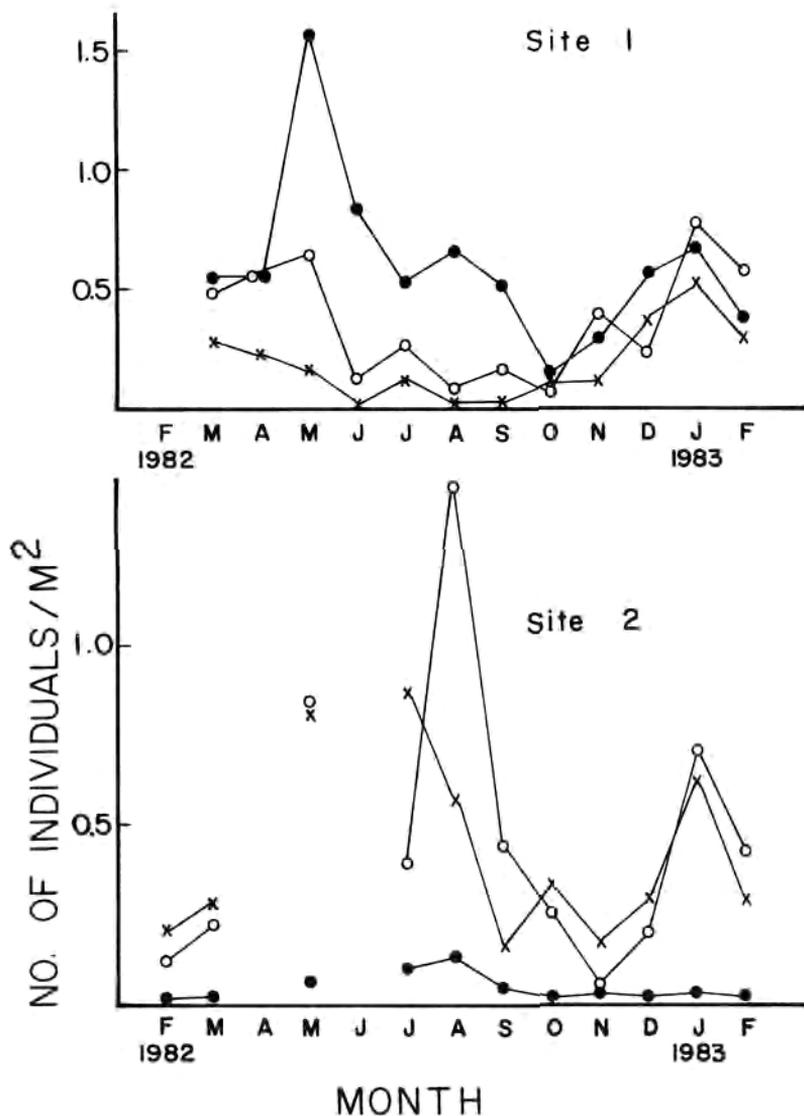 Site 1
1.5
1.0
0.5
F M A M J J A S O N D J F
1982 1983
NO. OF INDIVIDUALS/M²
Site 2
1.0
0.5
F M A M J J A S O N D J F
1982 1983
MONTH